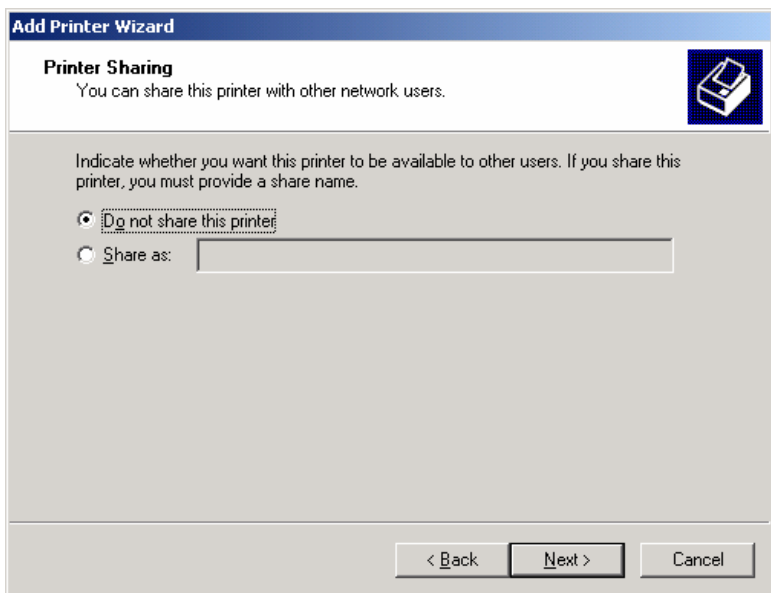 Add Printer Wizard
Printer Sharing
You can share this printer with other network users.
Indicate whether you want this printer to be available to other users. If you share this
printer, you must provide a share name.
Do not share this printer
Share as:
< Back Next > Cancel